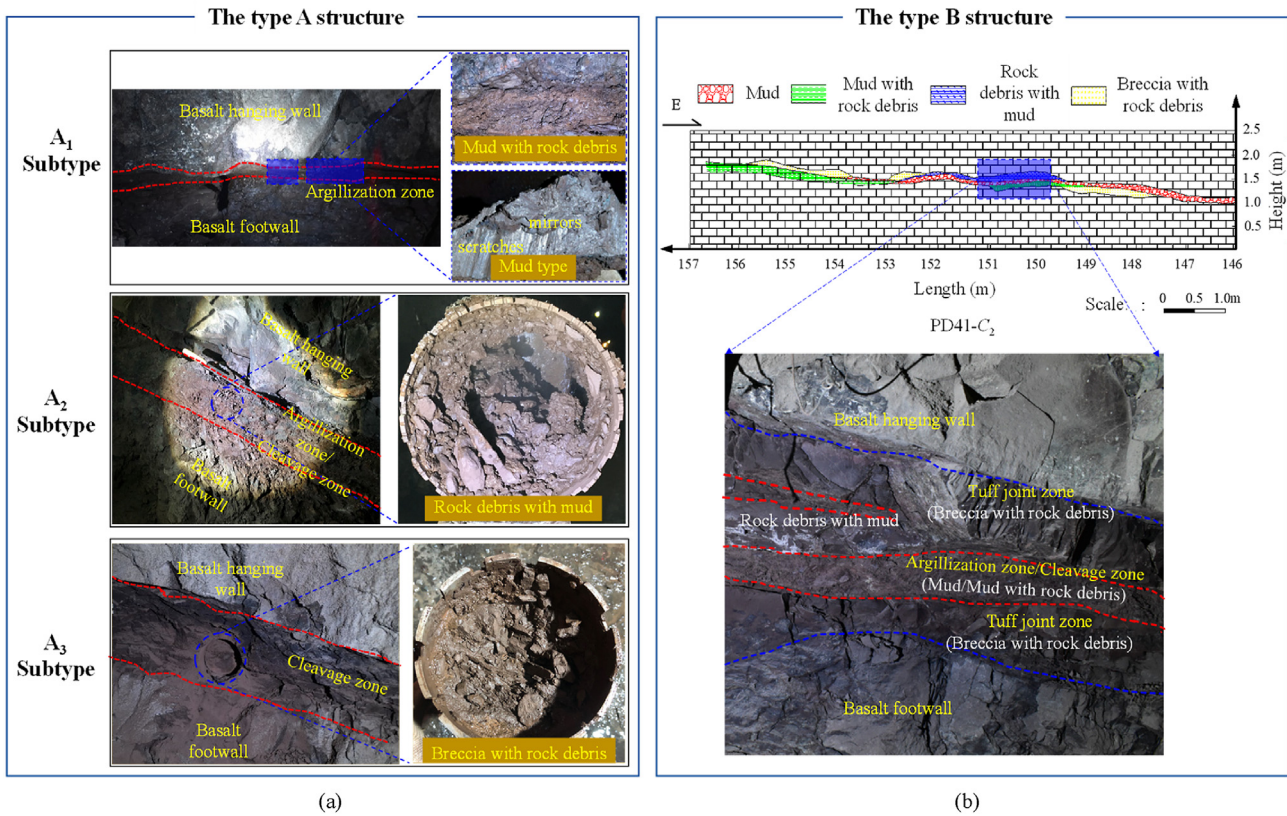 The type A structure
A1
Subtype
Basalt hanging wall
Argillization zone
Basalt footwall
Mud with rock debris
mirrors
scratches
Mud type
A2
Subtype
Basalt hanging
wall
Argillization
zone/
Cleavage zone
Basalt
footwall
Rock debris with mud
A3
Subtype
Basalt hanging
wall
Cleavage zone
Basalt
footwall
Breccia with rock debris
(a)
The type B structure
Mud
Mud with
rock debris
Rock
debris with
mud
Breccia with
rock debris
E
2.5
2.0
1.5
1.0
0.5
Height (m)
157 156 155 154 153 152 151 150 149 148 147 146
Length (m)
Scale :
0 0.5 1.0m
PD41-C2
Basalt hanging wall
Tuff joint zone
(Breccia with rock debris)
Rock debris with mud
Argillization zone/Cleavage zone
(Mud/Mud with rock debris)
Tuff joint zone
(Breccia with rock debris)
Basalt footwall
(b)